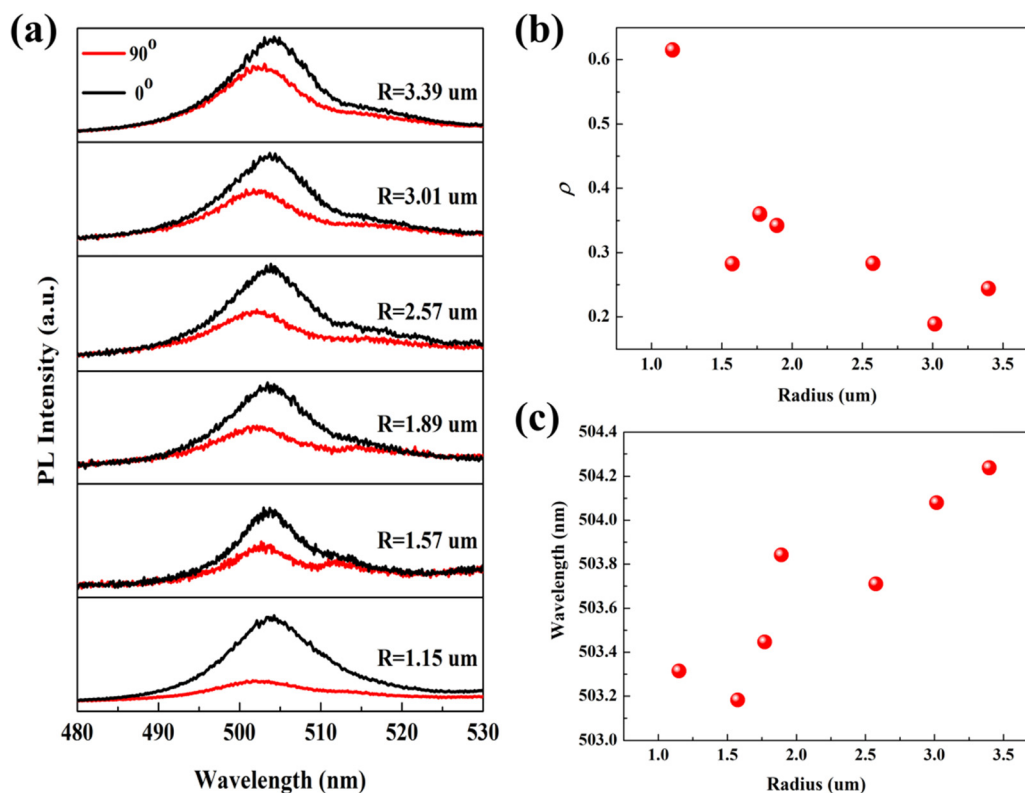 (a)
90°
0°
R=3.39 um
R=3.01 um
R=2.57 um
R=1.89 um
R=1.57 um
R=1.15 um
PL Intensity (a.u.)
480 490 500 510 520 530
Wavelength (nm)
(b)
0.6
0.5
0.4
0.3
0.2
ρ
1.0 1.5 2.0 2.5 3.0 3.5
Radius (um)
(c)
504.4
504.2
504.0
503.8
503.6
503.4
503.2
503.0
Wavelength (nm)
1.0 1.5 2.0 2.5 3.0 3.5
Radius (um)